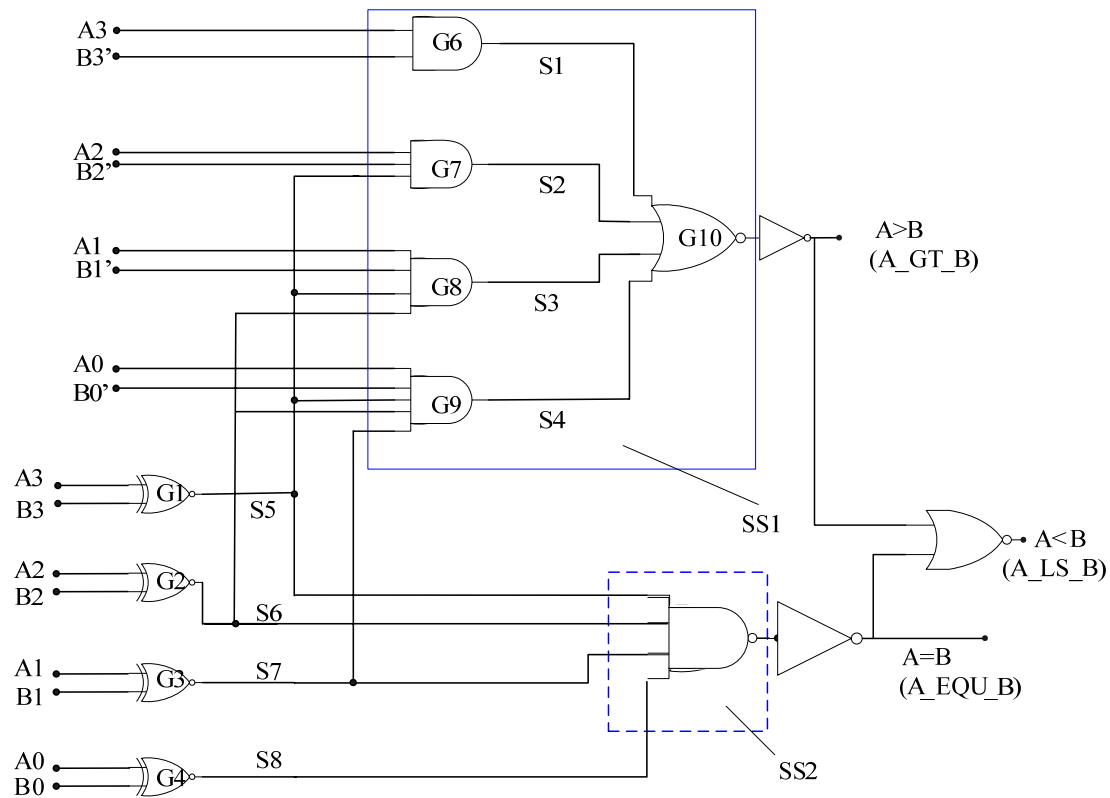 A3
B3’
G6
S1
A2
B2’
G7
S2
A1
B1’
G8
S3
G10
A>B
(A_GT_B)
A0
B0’
G9
S4
A3
B3
G1
S5
SS1
A<B
(A_LS_B)
A2
B2
G2
S6
A1
B1
G3
S7
A=B
(A_EQU_B)
A0
B0
G4
S8
SS2